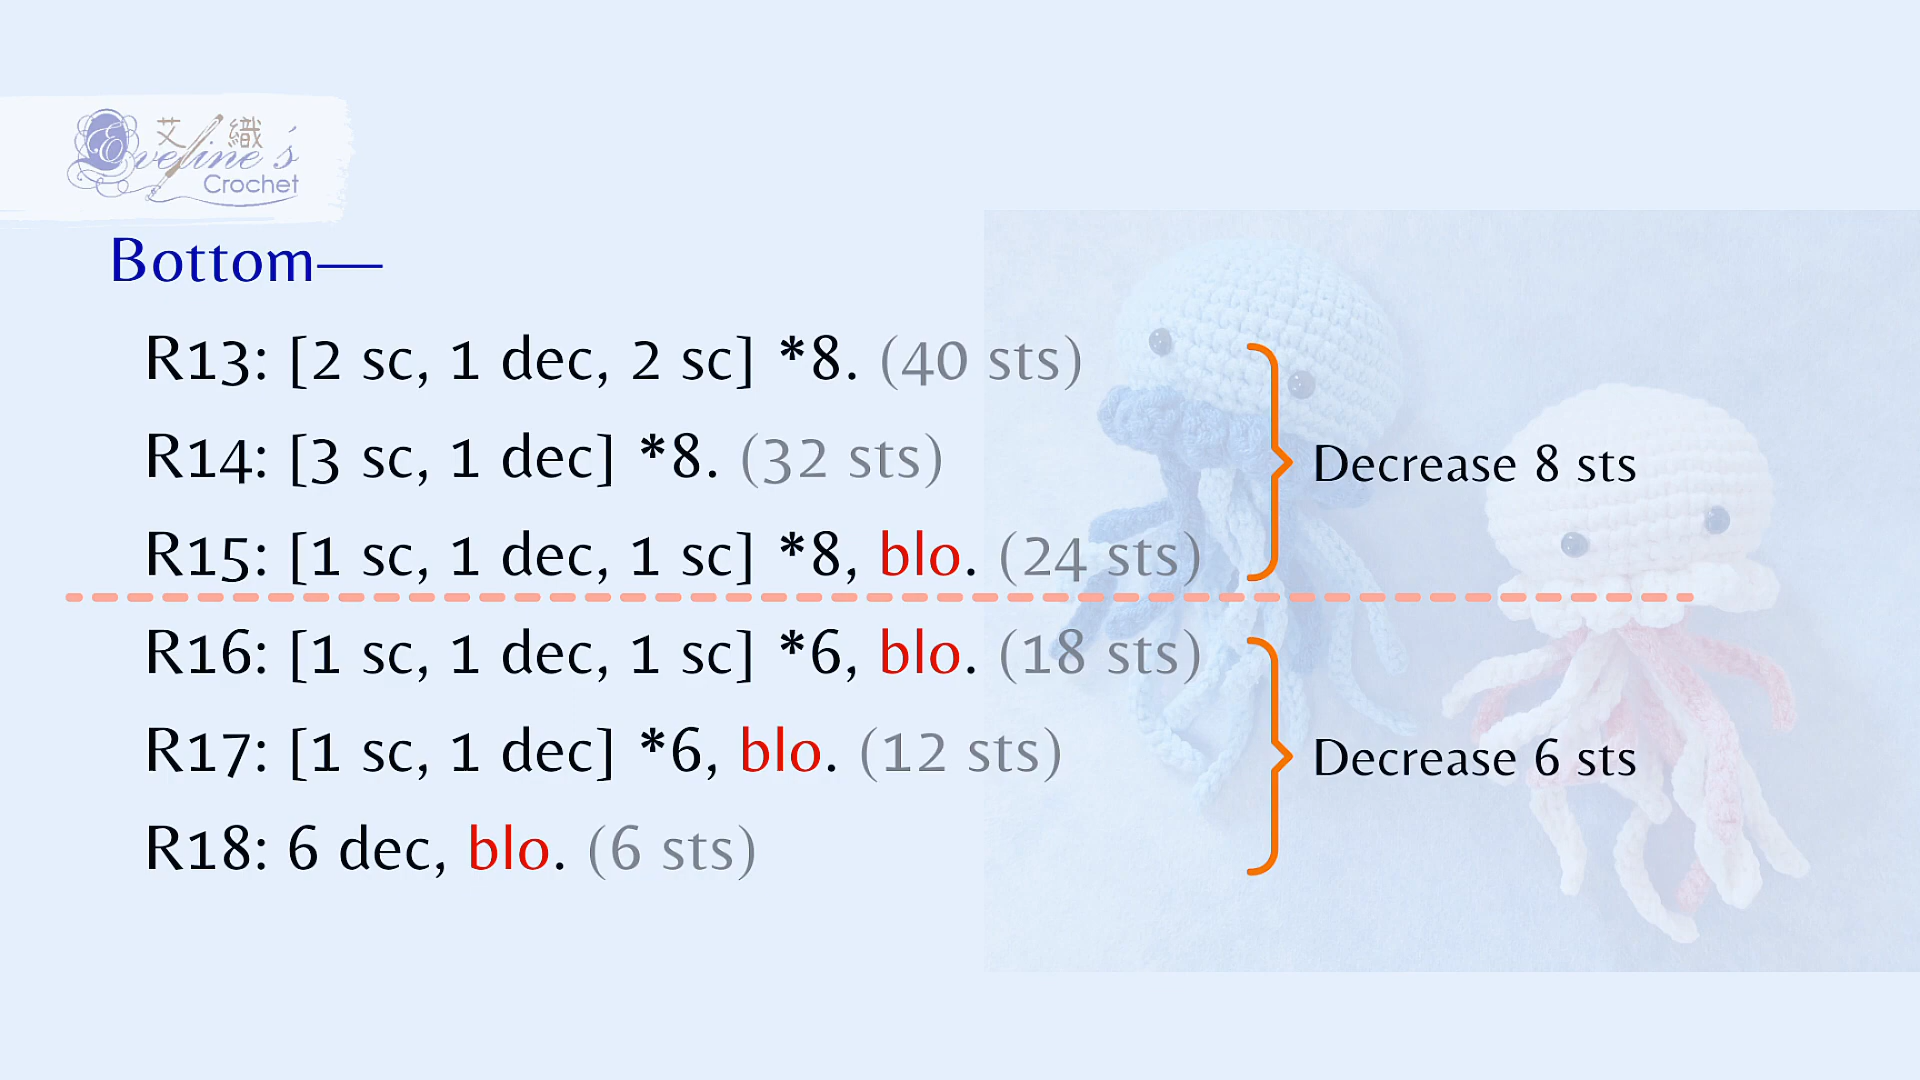 艾 織
Eveline's
Crochet
Bottom—
R13: [2 sc, 1 dec, 2 sc] *8. (40 sts)
R14: [3 sc, 1 dec] *8. (32 sts)
Decrease 8 sts
R15: [1 sc, 1 dec, 1 sc] *8, blo. (24 sts)
R16: [1 sc, 1 dec, 1 sc] *6, blo. (18 sts)
R17: [1 sc, 1 dec] *6, blo. (12 sts)
Decrease 6 sts
R18: 6 dec, blo. (6 sts)